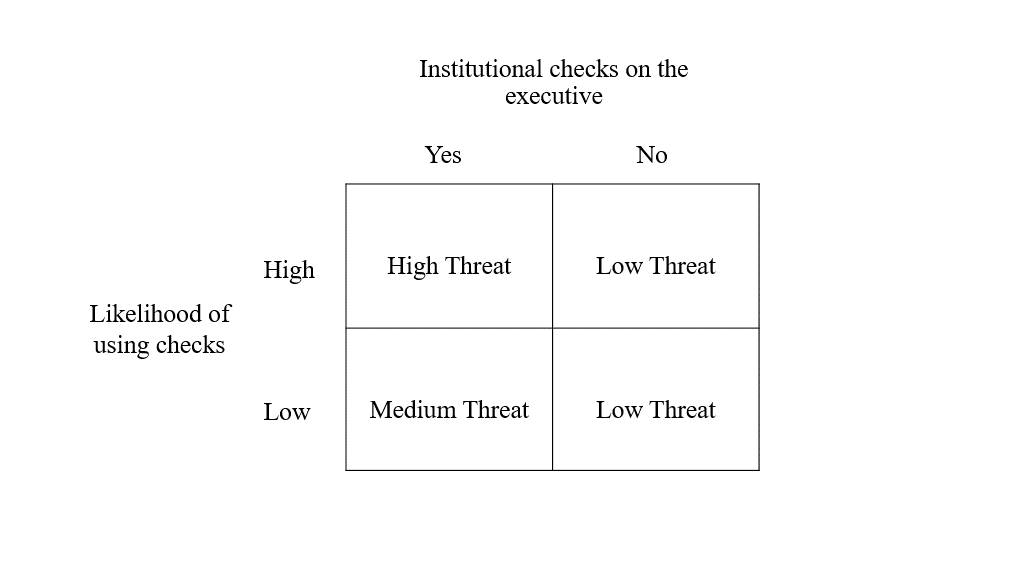 Institutional checks on the
executive
Yes
No
High
High Threat
Low Threat
Likelihood of
using checks
Low
Medium Threat
Low Threat